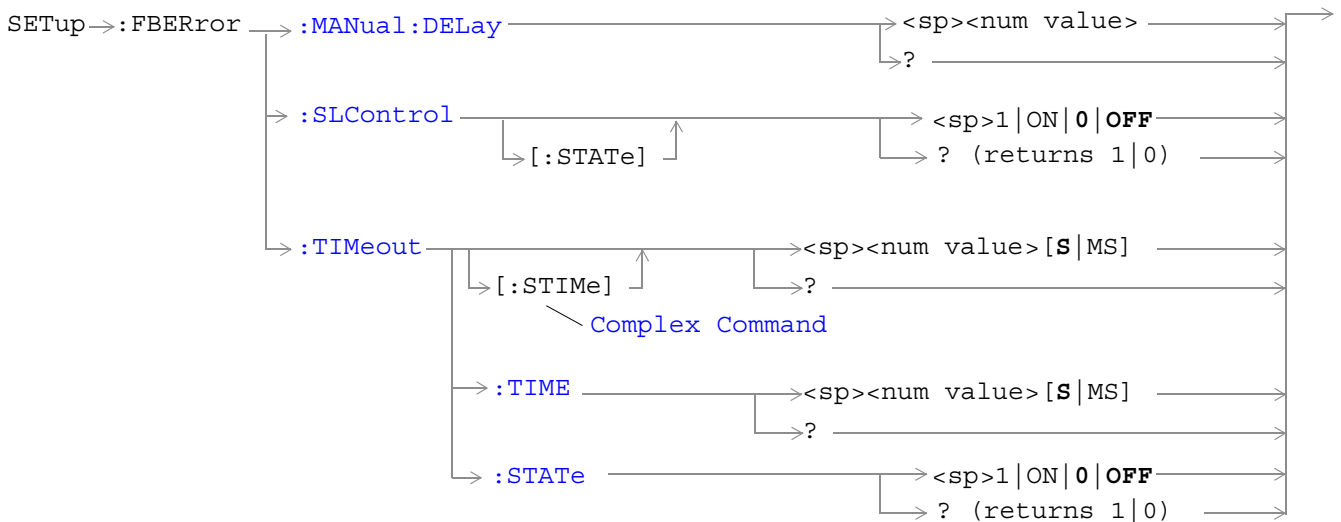 SETup :FBERror :MANual:DELay <sp><num value>
?
:SLControl <sp>1|ON|0|OFF
[:STATe] ? (returns 1|0)
:TIMeout <sp><num value>[S|MS]
[:STIMe] ?
Complex Command
:TIME <sp><num value>[S|MS]
?
:STATe <sp>1|ON|0|OFF
? (returns 1|0)